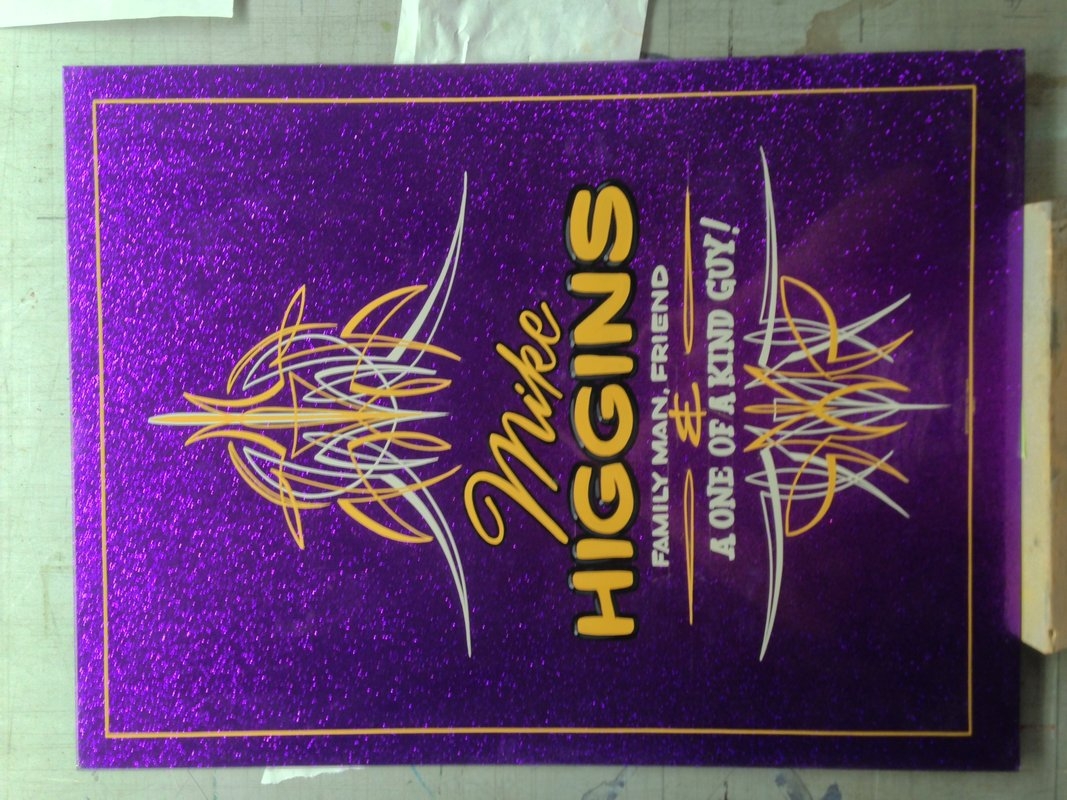 Mike
HIGGINS
FAMILY MAN, FRIEND
&
A ONE OF A KIND GUY!